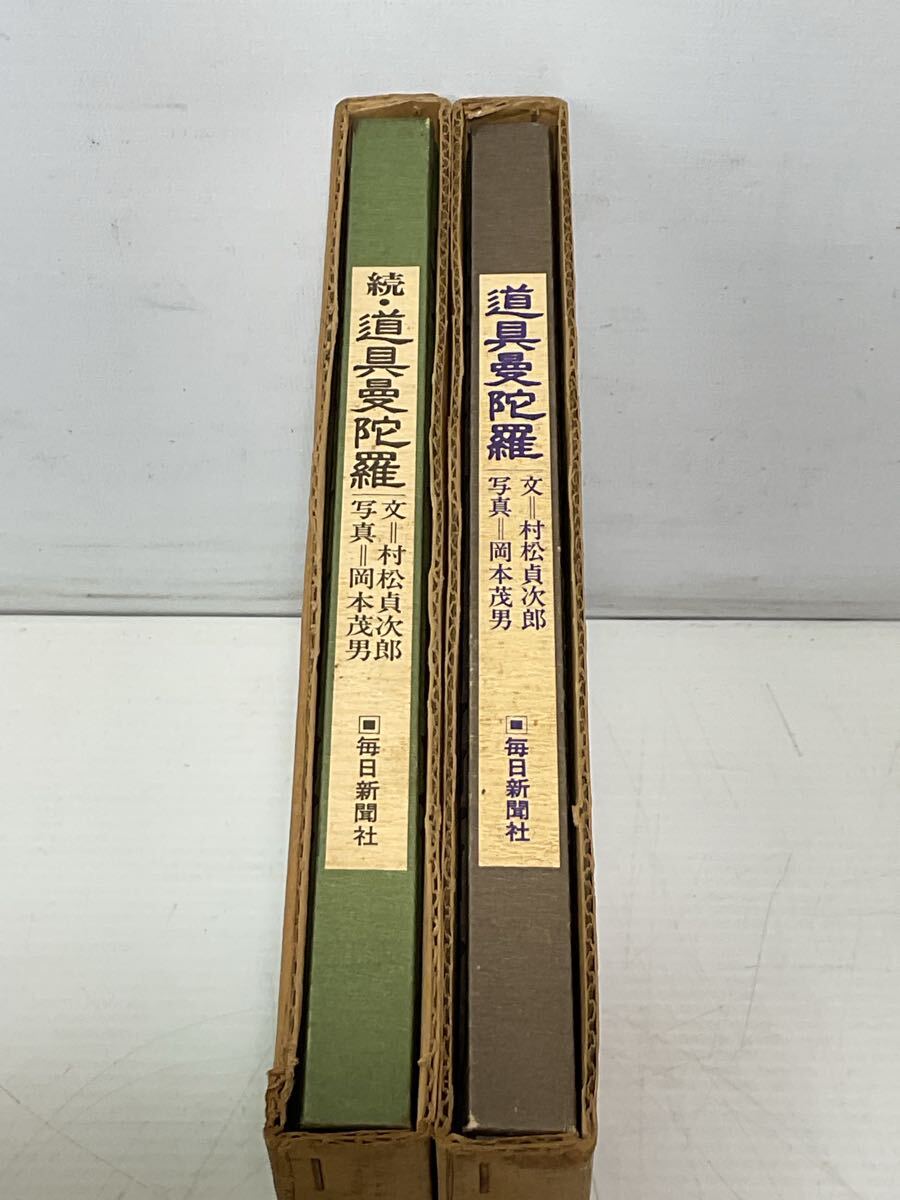 道具曼陀羅
文＝村松貞次郎
写真＝岡本茂男
毎日新聞社
続・道具曼陀羅
文＝村松貞次郎
写真＝岡本茂男
毎日新聞社